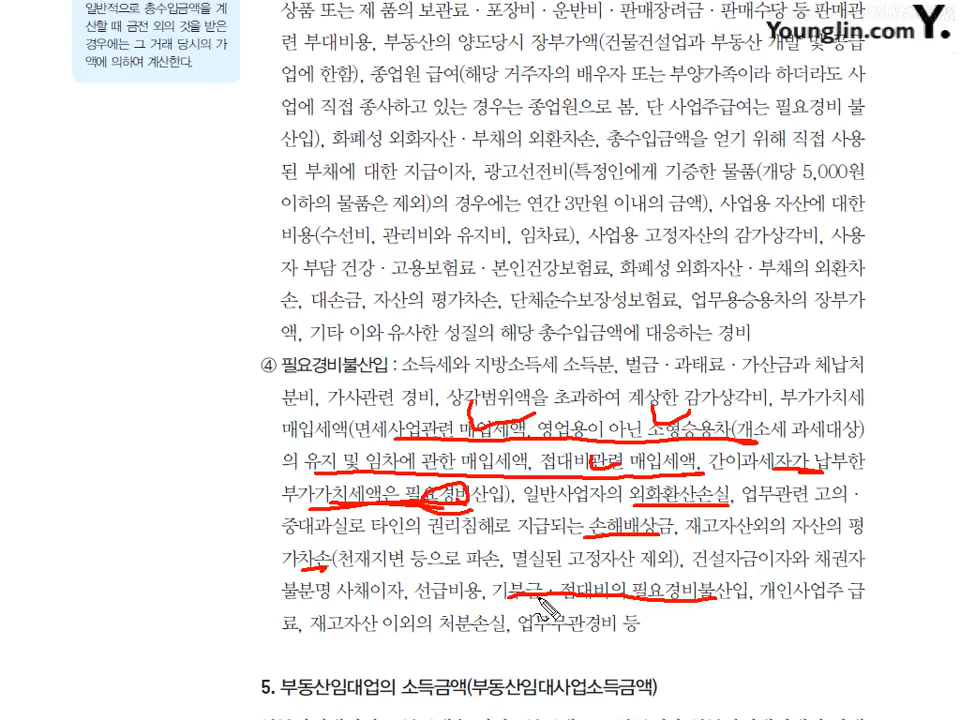 일반적으로 총수입금액을 계
산할 때 금전 외의 것을 받은
경우에는 그 거래 당시의 가
액에 의하여 계산한다.
Younglin.com Y.
상품 또는 제 품의 보관료 · 포장비 · 운반비 · 판매장려금 · 판매수당 등 판매관
련 부대비용, 부동산의 양도당시 장부가액(건물건설업과 부동산 개발 및 공급
업에 한함), 종업원 급여(해당 거주자의 배우자 또는 부양가족이라 하더라도 사
업에 직접 종사하고 있는 경우는 종업원으로 봄. 단 사업주급여는 필요경비 불
산입), 화폐성 외화자산 · 부채의 외환차손, 총수입금액을 얻기 위해 직접 사용
된 부채에 대한 지급이자, 광고선전비(특정인에게 기증한 물품(개당 5,000원
이하의 물품은 제외)의 경우에는 연간 3만원 이내의 금액), 사업용 자산에 대한
비용(수선비, 관리비와 유지비, 임차료), 사업용 고정자산의 감가상각비, 사용
자 부담 건강 · 고용보험료 · 본인건강보험료, 화폐성 외화자산 · 부채의 외환차
손, 대손금, 자산의 평가차손, 단체순수보장성보험료, 업무용승용차의 장부가
액, 기타 이와 유사한 성질의 해당 총수입금액에 대응하는 경비
④ 필요경비불산입 : 소득세와 지방소득세 소득분, 벌금 · 과태료 · 가산금과 체납처
분비, 가사관련 경비, 상각범위액을 초과하여 계상한 감가상각비, 부가가치세
매입세액(면세사업관련 매입세액, 영업용이 아닌 소형승용차(개소세 과세대상)
의 유지 및 임차에 관한 매입세액, 접대비관련 매입세액, 간이과세자가 납부한
부가가치세액은 필요경비산입), 일반사업자의 외화환산손실, 업무관련 고의 ·
중대과실로 타인의 권리침해로 지급되는 손해배상금, 재고자산외의 자산의 평
가차손(천재지변 등으로 파손, 멸실된 고정자산 제외), 건설자금이자와 채권자
불분명 사채이자, 선급비용, 기부금 · 접대비의 필요경비불산입, 개인사업주 급
료, 재고자산 이외의 처분손실, 업무무관경비 등
5. 부동산임대업의 소득금액(부동산임대사업소득금액)